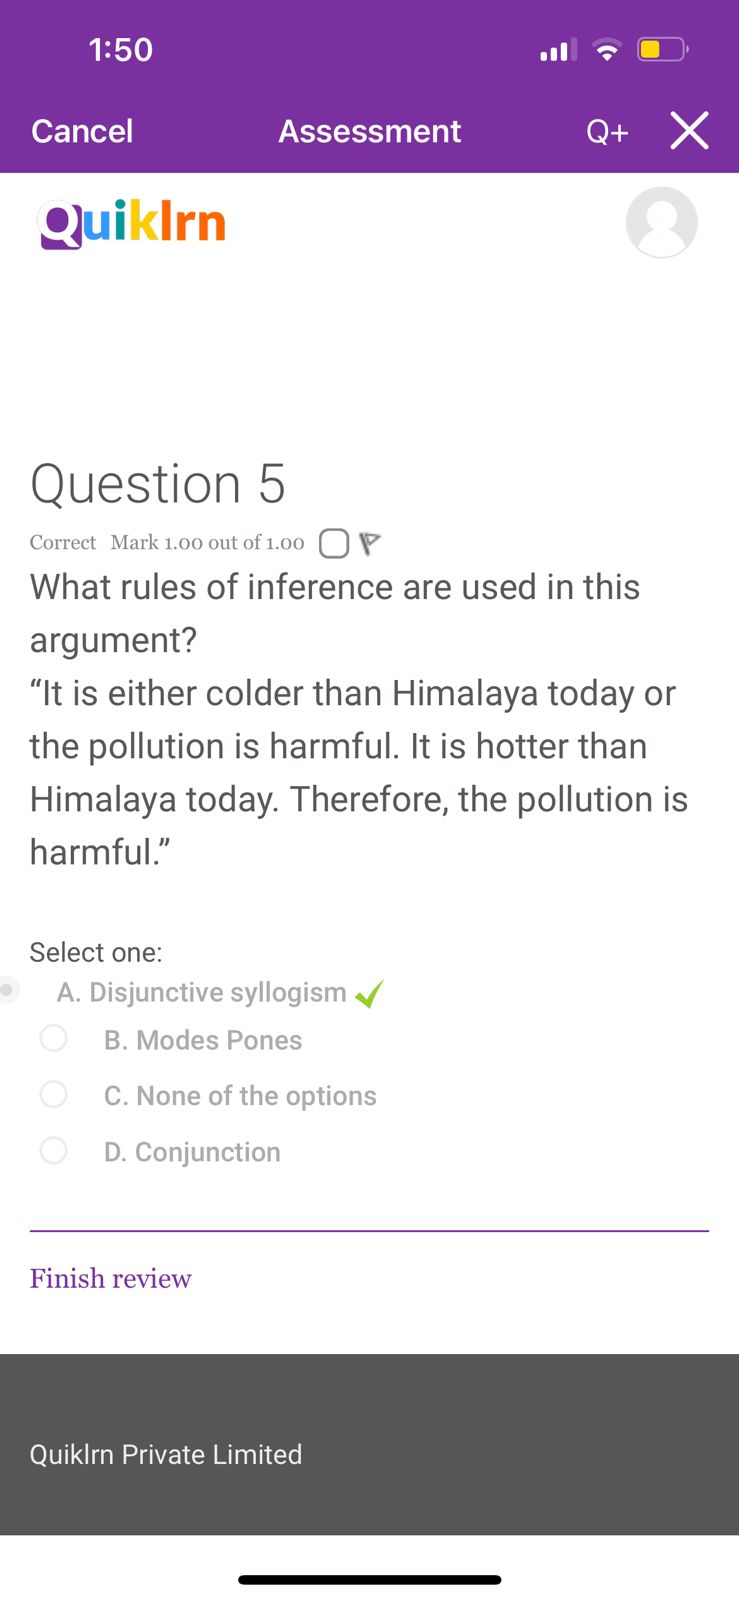 1:50
Cancel Assessment Q+
Quiklrn
Question 5
Correct Mark 1.00 out of 1.00
What rules of inference are used in this
argument?
“It is either colder than Himalaya today or
the pollution is harmful. It is hotter than
Himalaya today. Therefore, the pollution is
harmful.”
Select one:
A. Disjunctive syllogism
B. Modes Pones
C. None of the options
D. Conjunction
Finish review
Quiklrn Private Limited